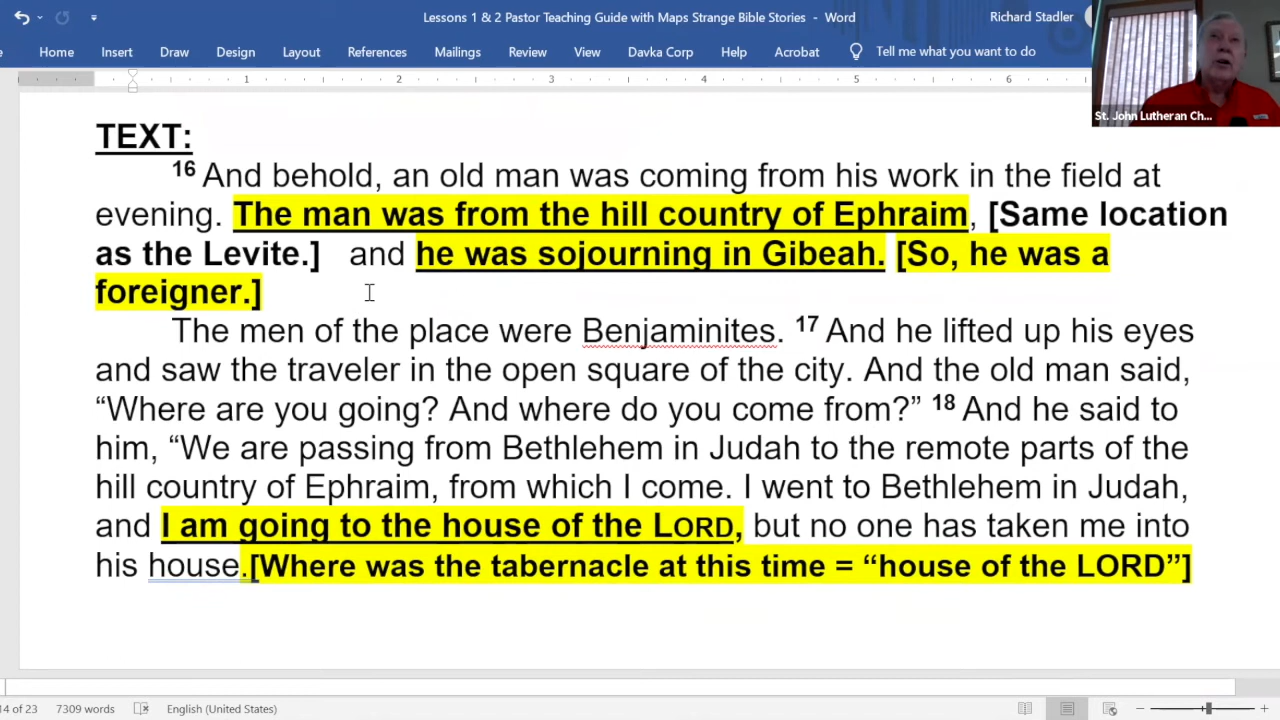 Lessons 1 & 2 Pastor Teaching Guide with Maps Strange Bible Stories - Word
Richard Stadler
Home Insert Draw Design Layout References Mailings Review View Davka Corp Help Acrobat Tell me what you want to do
1 2 3 4 5 6
St. John Lutheran Ch...
TEXT:
16 And behold, an old man was coming from his work in the field at
evening. The man was from the hill country of Ephraim, [Same location
as the Levite.] and he was sojourning in Gibeah. [So, he was a
foreigner.]
The men of the place were Benjaminites. 17 And he lifted up his eyes
and saw the traveler in the open square of the city. And the old man said,
“Where are you going? And where do you come from?” 18 And he said to
him, “We are passing from Bethlehem in Judah to the remote parts of the
hill country of Ephraim, from which I come. I went to Bethlehem in Judah,
and I am going to the house of the LORD, but no one has taken me into
his house.[Where was the tabernacle at this time = “house of the LORD”]
14 of 23 7309 words English (United States)